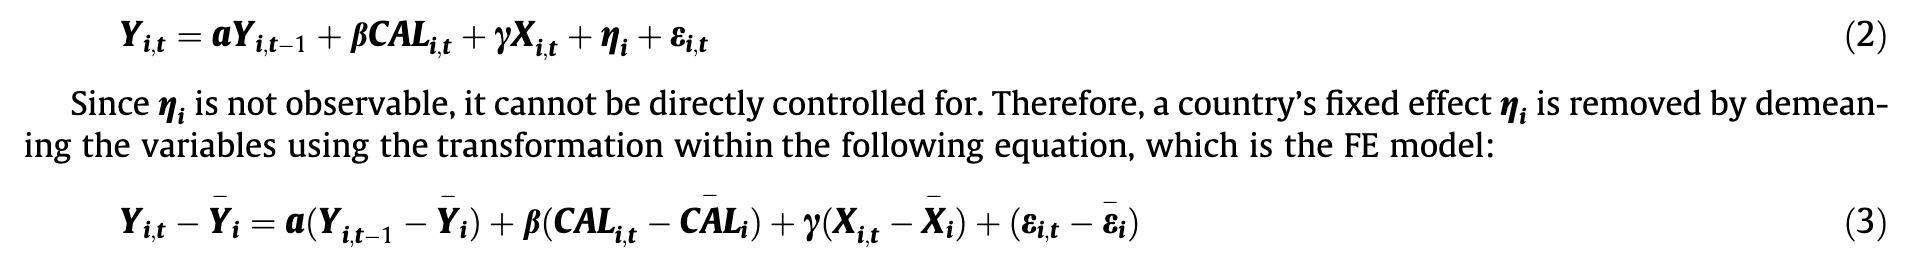 Y_{i,t} = aY_{i,t−1} + βCAL_{i,t} + γX_{i,t} + η_i + ε_{i,t} (2)
Since η_i is not observable, it cannot be directly controlled for. Therefore, a country's fixed effect η_i is removed by demean-
ing the variables using the transformation within the following equation, which is the FE model:
Y_{i,t} − Ȳ_i = a(Y_{i,t−1} − Ȳ_i) + β(CAL_{i,t} − CĀL_i) + γ(X_{i,t} − X̄_i) + (ε_{i,t} − ε̄_i) (3)